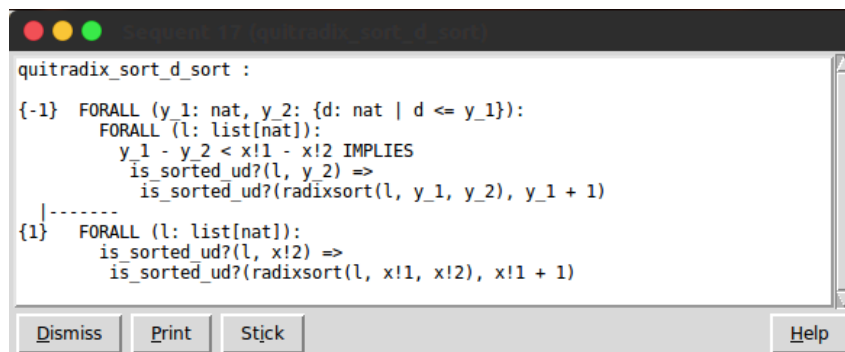 Sequent 17 (quitradix_sort_d_sort)
quitradix_sort_d_sort :
{-1} FORALL (y_1: nat, y_2: {d: nat | d <= y_1}):
FORALL (l: list[nat]):
y_1 - y_2 < x!1 - x!2 IMPLIES
is_sorted_ud?(l, y_2) =>
is_sorted_ud?(radixsort(l, y_1, y_2), y_1 + 1)
|-------
{1} FORALL (l: list[nat]):
is_sorted_ud?(l, x!2) =>
is_sorted_ud?(radixsort(l, x!1, x!2), x!1 + 1)
Dismiss Print Stick Help